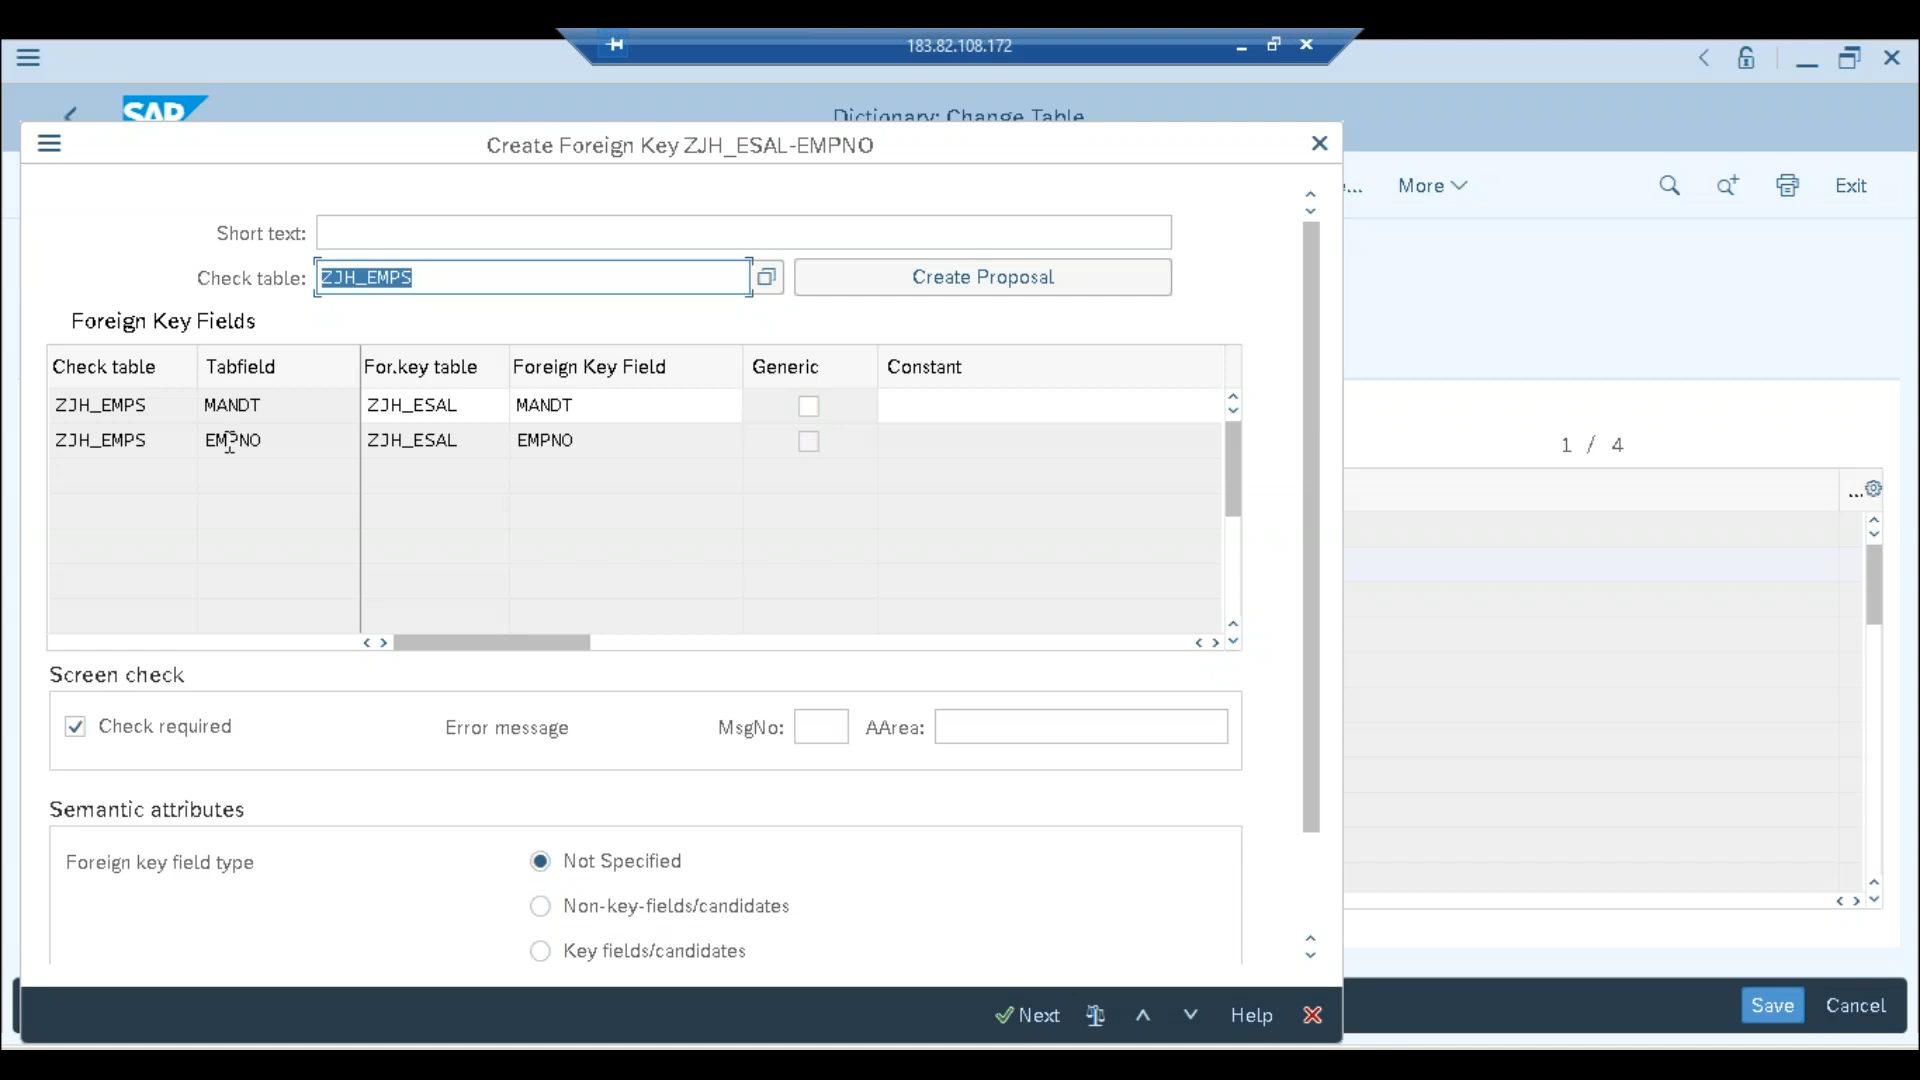 183.82.108.172
SAP
Dictionary: Change Table
Create Foreign Key ZJH_ESAL-EMPNO
... More Exit
Short text:
Check table: ZJH_EMPS Create Proposal
Foreign Key Fields
Check table Tabfield For.key table Foreign Key Field Generic Constant
ZJH_EMPS MANDT ZJH_ESAL MANDT
ZJH_EMPS EMPNO ZJH_ESAL EMPNO
1 / 4
...
Screen check
Check required Error message MsgNo: AArea:
Semantic attributes
Foreign key field type Not Specified
Non-key-fields/candidates
Key fields/candidates
Next Help
Save Cancel